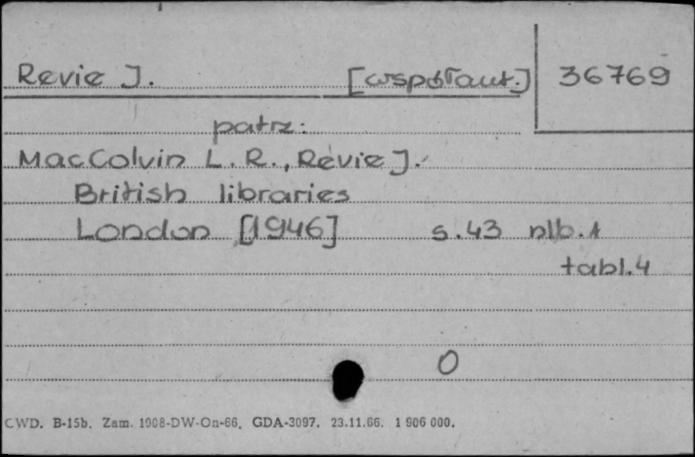 Revie J. [współaut.] 36769
patrz:
MacColvin L. R., Revie J.
British libraries
London [1946] s.43 nlb.1
tabl.4
0
CWD. B-15b. Zam. 1908-DW-On-66. GDA-3097. 23.11.66. 1 906 000.